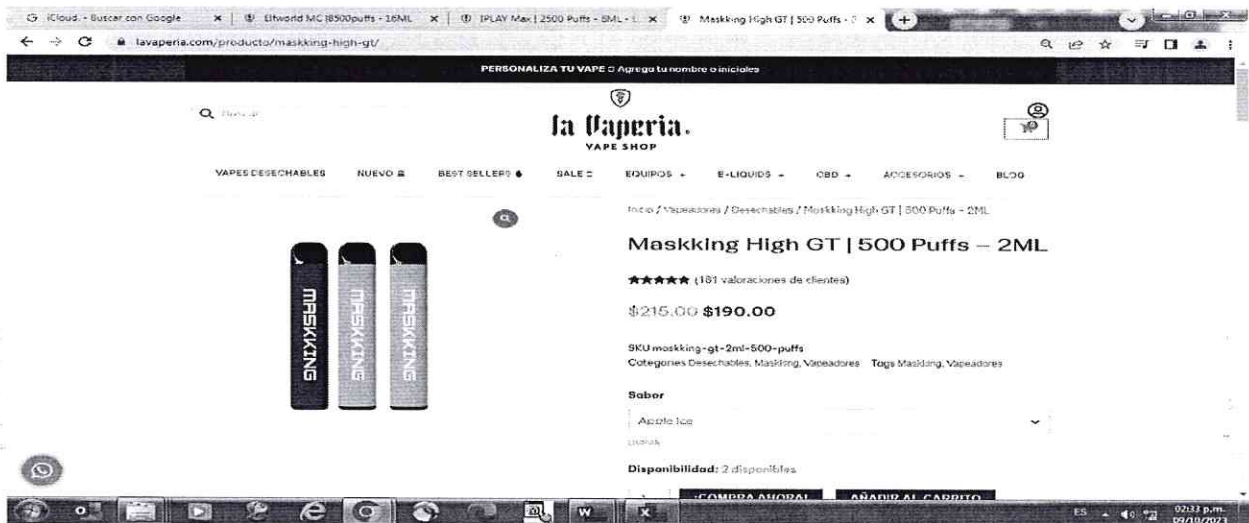 iCloud. - Buscar con Google
Elfworld MC |8500puffs - 16ML
IPLAY Max | 2500 Puffs - 8ML - L
Maskking High GT | 500 Puffs - 2
lavaperia.com/producto/maskking-high-gt/
PERSONALIZA TU VAPE Agrega tu nombre o iniciales
Buscar
la Vaperia.
VAPE SHOP
VAPES DESECHABLES NUEVO BEST SELLERS SALE EQUIPOS E-LIQUIDS CBD ACCESORIOS BLOG
Inicio / Vapeadores / Desechables / Maskking High GT | 500 Puffs – 2ML
Maskking High GT | 500 Puffs – 2ML
(181 valoraciones de clientes)
$215.00 $190.00
SKU maskking-gt-2ml-500-puffs
Categories Desechables, Maskking, Vapeadores Tags Maskking, Vapeadores
Sabor
Apple Ice
Disponibilidad: 2 disponibles
¡COMPRA AHORA! AÑADIR AL CARRITO
MASKKING
MASKKING
MASKKING
ES
02:33 p.m.
09/10/2023